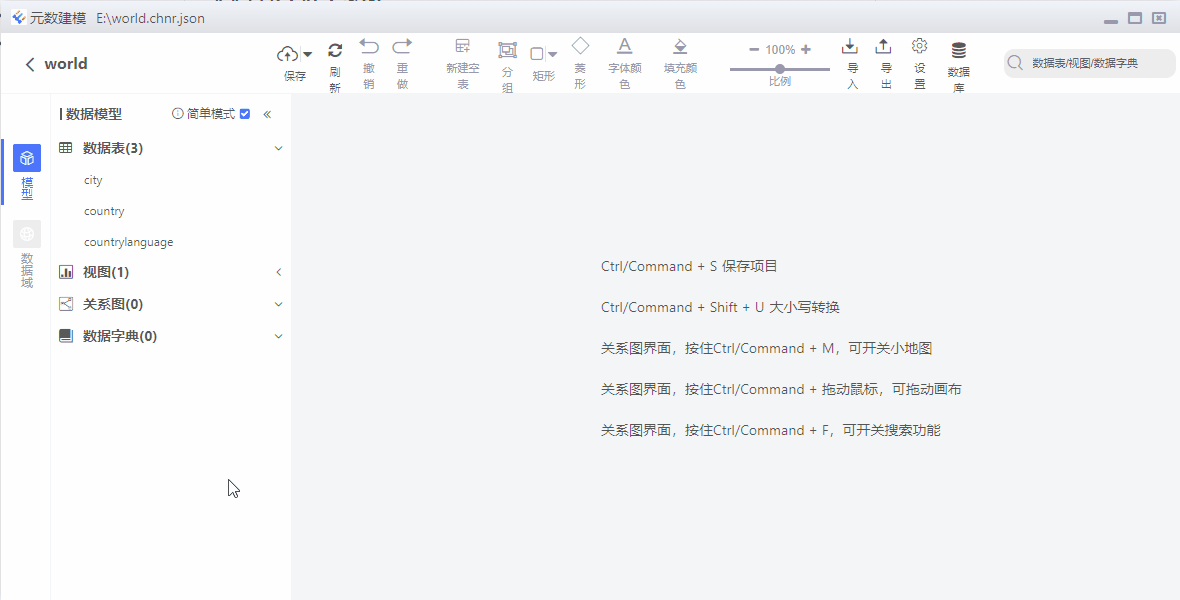 元数建模 E:\world.chnr.json
world
保存
刷新
撤销
重做
新建空表
分组
矩形
菱形
字体颜色
填充颜色
100%
比例
导入
导出
设置
数据库
数据表/视图/数据字典
模型
数据域
数据模型
简单模式
数据表(3)
city
country
countrylanguage
视图(1)
关系图(0)
数据字典(0)
Ctrl/Command + S 保存项目
Ctrl/Command + Shift + U 大小写转换
关系图界面，按住Ctrl/Command + M，可开关小地图
关系图界面，按住Ctrl/Command + 拖动鼠标，可拖动画布
关系图界面，按住Ctrl/Command + F，可开关搜索功能